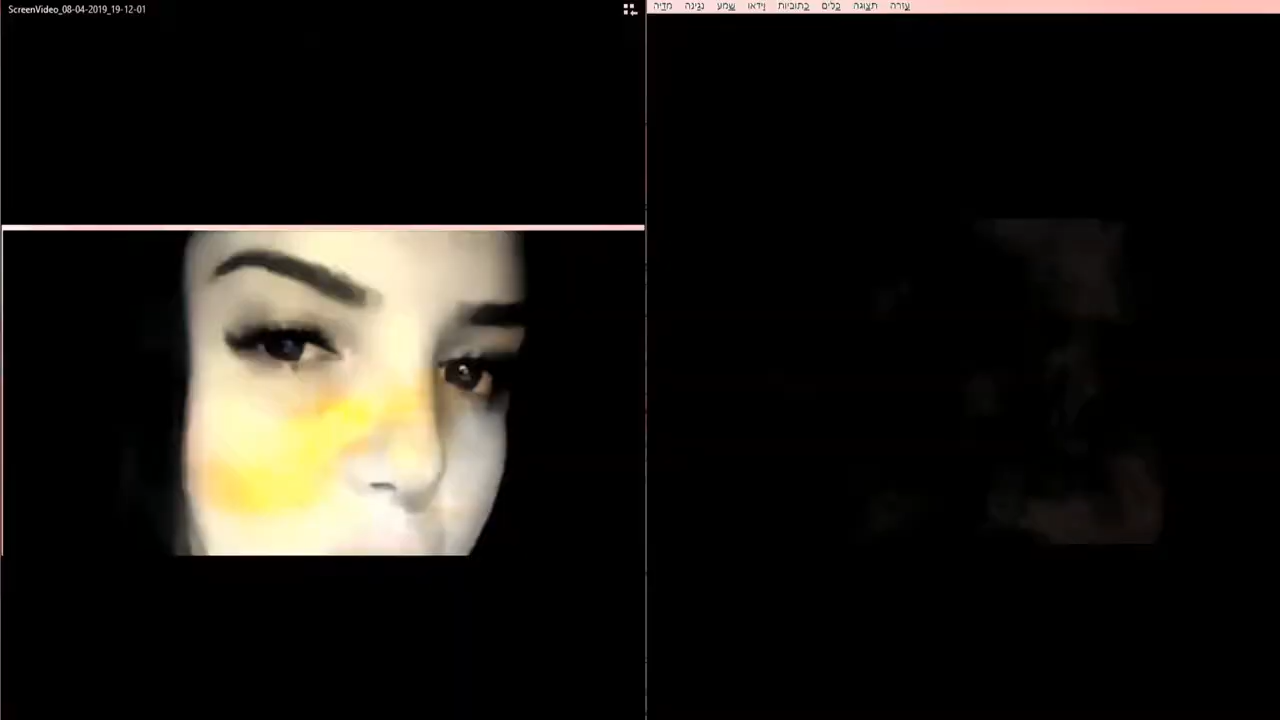 ScreenVideo_08-04-2019_19-12-01
מדיה נגינה שמע וידאו כתוביות כלים תצוגה עזרה